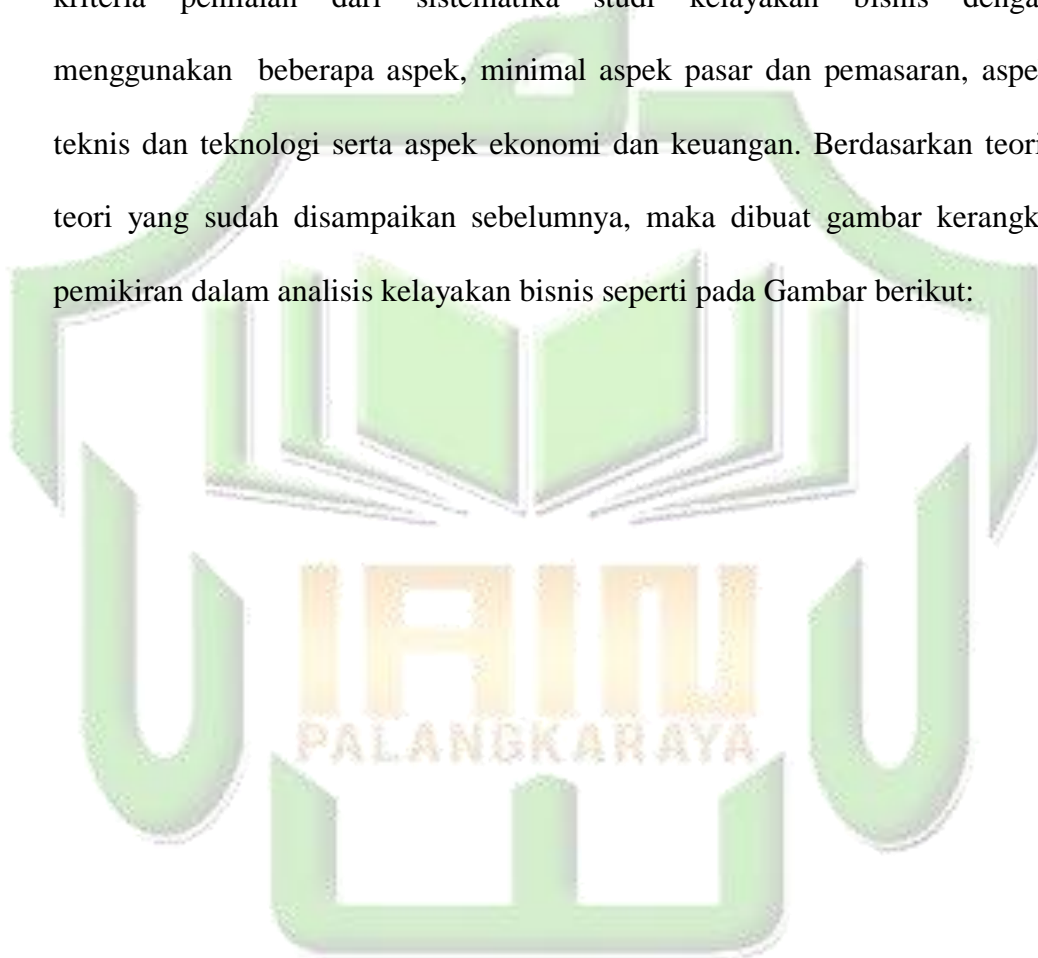 kriteria penilaian dari sistematika studi kelayakan bisnis denga
menggunakan beberapa aspek, minimal aspek pasar dan pemasaran, aspe
teknis dan teknologi serta aspek ekonomi dan keuangan. Berdasarkan teori
teori yang sudah disampaikan sebelumnya, maka dibuat gambar kerangk
pemikiran dalam analisis kelayakan bisnis seperti pada Gambar berikut:
IAIN
PALANGKARAYA